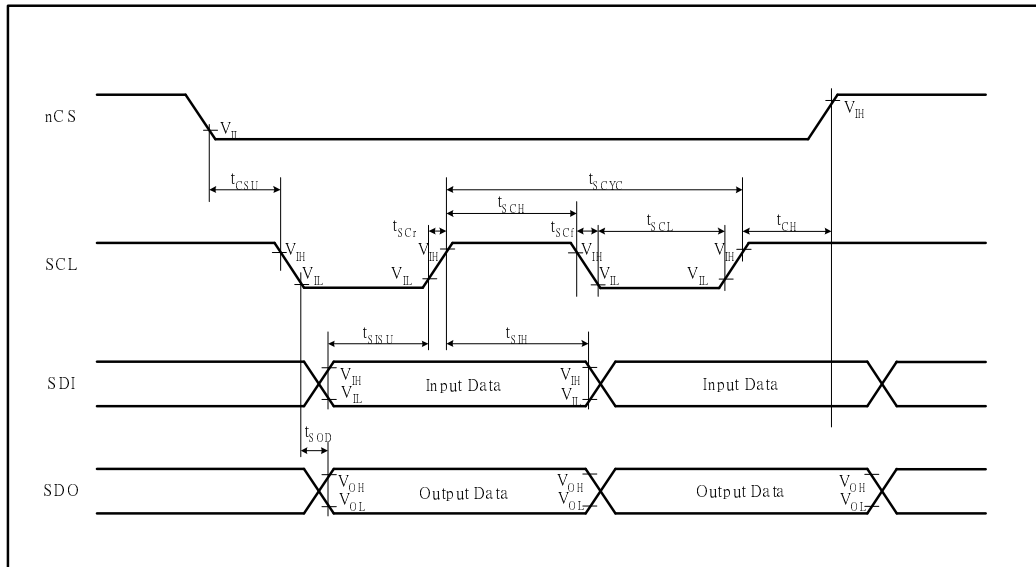 nCS
V_IL
V_IH
t_CSU
t_SCYC
t_SCH
t_SCr
t_SCf
t_SCL
t_CH
SCL
V_IH
V_IL
V_IL
V_IH
V_IH
V_IL
V_IL
V_IH
t_SISU
t_SIH
SDI
V_IH
V_IL
Input Data
V_IH
V_IL
Input Data
t_SOD
SDO
V_OH
V_OL
Output Data
V_OH
V_OL
Output Data
V_OH
V_OL